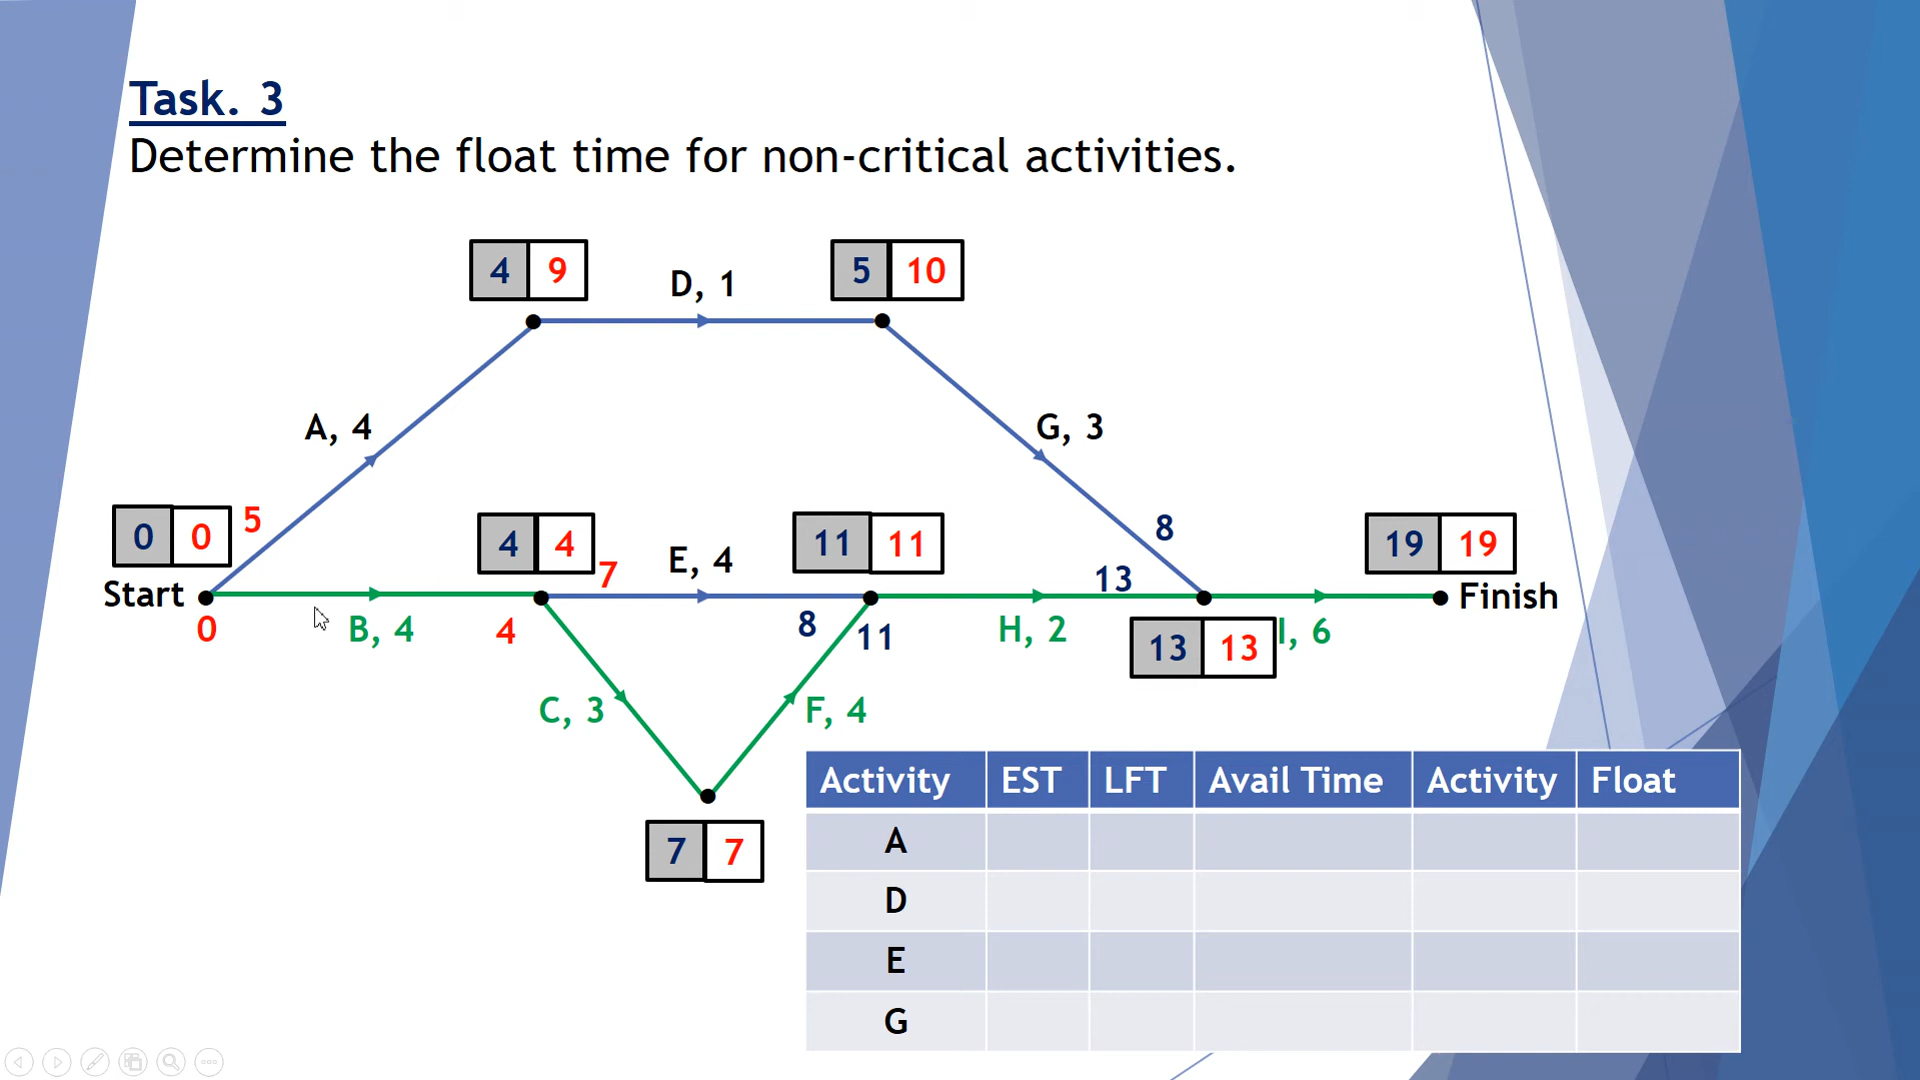 Task. 3
Determine the float time for non-critical activities.
4 9
D, 1
5 10
A, 4
G, 3
0 0
5
4 4
7
E, 4
11 11
8
13
19 19
Start
Finish
0
B, 4
4
8
11
H, 2
13 13
I, 6
C, 3
F, 4
7 7
Activity EST LFT Avail Time Activity Float
A
D
E
G